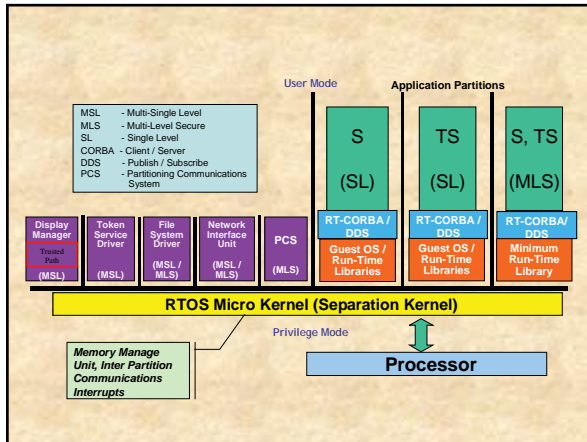 User Mode
Application Partitions
MSL - Multi-Single Level
MLS - Multi-Level Secure
SL - Single Level
CORBA - Client / Server
DDS - Publish / Subscribe
PCS - Partitioning Communications
System
S
(SL)
TS
(SL)
S, TS
(MLS)
RT-CORBA /
DDS
RT-CORBA /
DDS
RT-CORBA/
DDS
Guest OS /
Run-Time
Libraries
Guest OS /
Run-Time
Libraries
Minimum
Run-Time
Library
Display
Manager
Trusted
Path
(MSL)
Token
Service
Driver
(MSL)
File
System
Driver
(MSL /
MLS)
Network
Interface
Unit
(MSL /
MLS)
PCS
(MLS)
RTOS Micro Kernel (Separation Kernel)
Privilege Mode
Memory Manage
Unit, Inter Partition
Communications
Interrupts
Processor